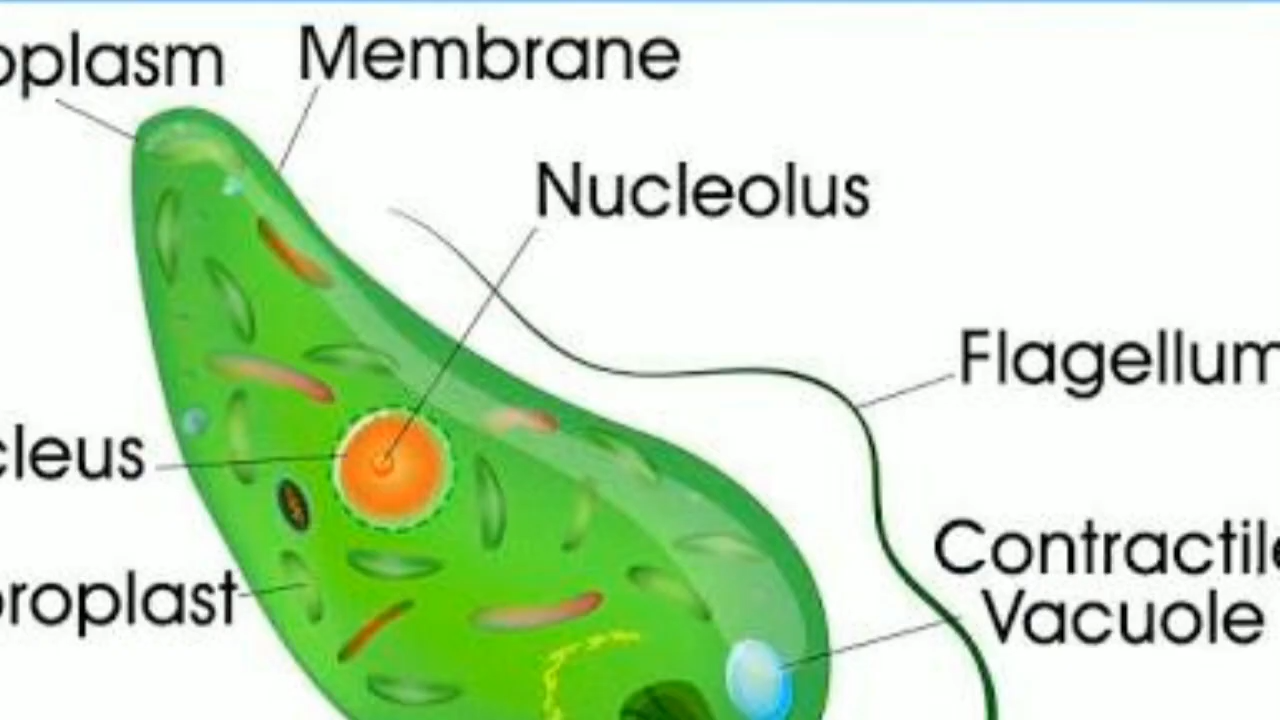 oplasm
Membrane
Nucleolus
Flagellum
cleus
Contractile
Vacuole
oroplast